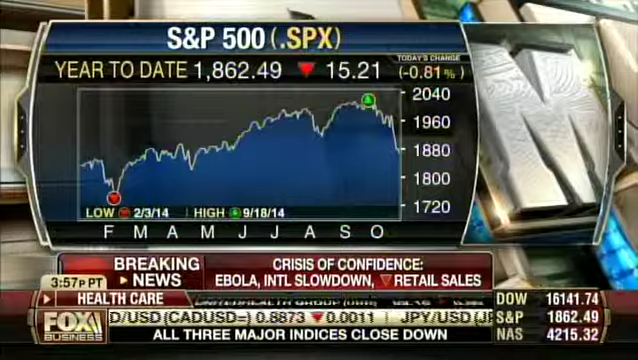 S&P 500 (.SPX)
TODAY'S CHANGE
YEAR TO DATE 1,862.49 ▼ 15.21 (-0.81%)
2040
1960
1880
1800
1720
LOW 2/3/14 HIGH 9/18/14
F M A M J J A S O
M
BREAKING NEWS
CRISIS OF CONFIDENCE:
EBOLA, INTL SLOWDOWN, ▼RETAIL SALES
3:57P PT
HEALTH CARE
DOW 16141.74
S&P 1862.49
NAS 4215.32
FOX BUSINESS
D/USD (CADUSD=) 0.8873 ▼ 0.0011 JPY/USD (J
ALL THREE MAJOR INDICES CLOSE DOWN